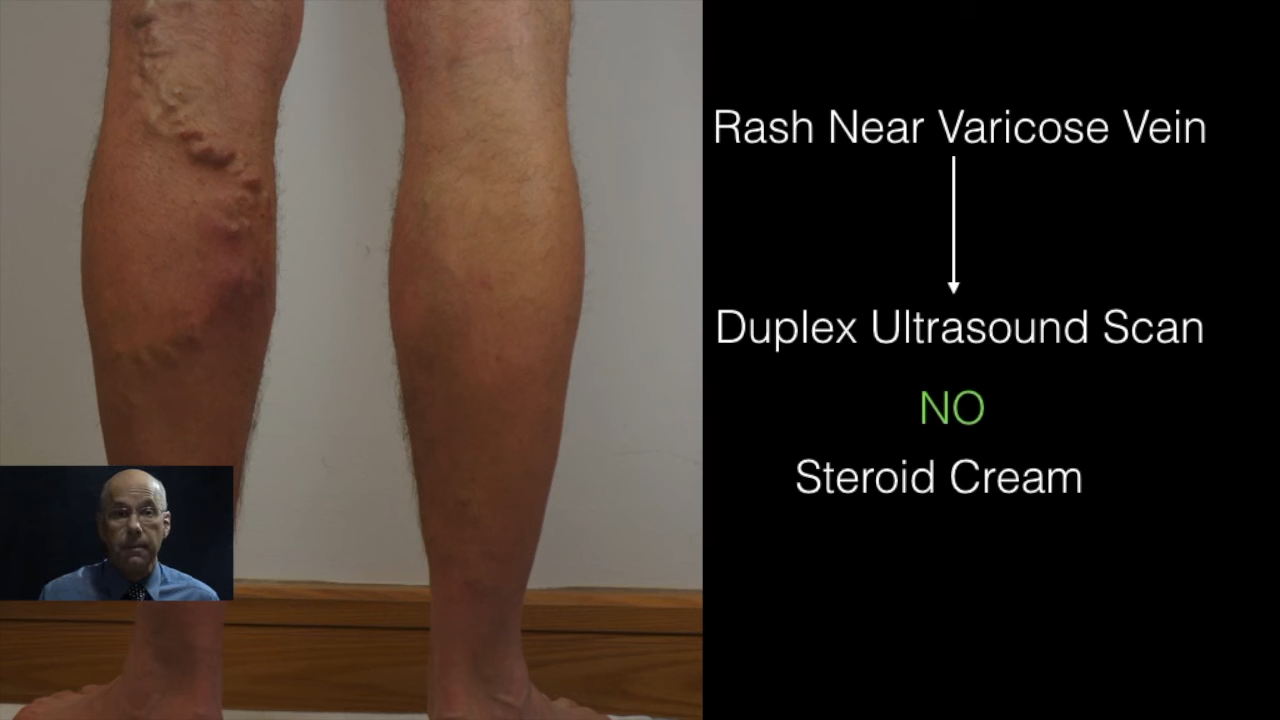 Rash Near Varicose Vein
Duplex Ultrasound Scan
NO
Steroid Cream